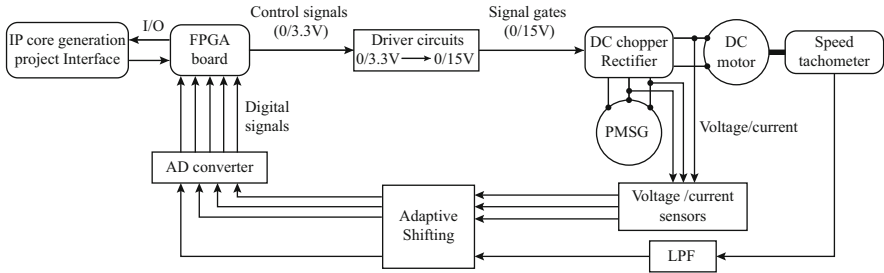 IP core generation
project Interface
I/O
FPGA
board
Control signals
(0/3.3V)
Driver circuits
0/3.3V 0/15V
Signal gates
(0/15V)
DC chopper
Rectifier
DC
motor
Speed
tachometer
Digital
signals
PMSG
Voltage/current
AD converter
Adaptive
Shifting
Voltage /current
sensors
LPF